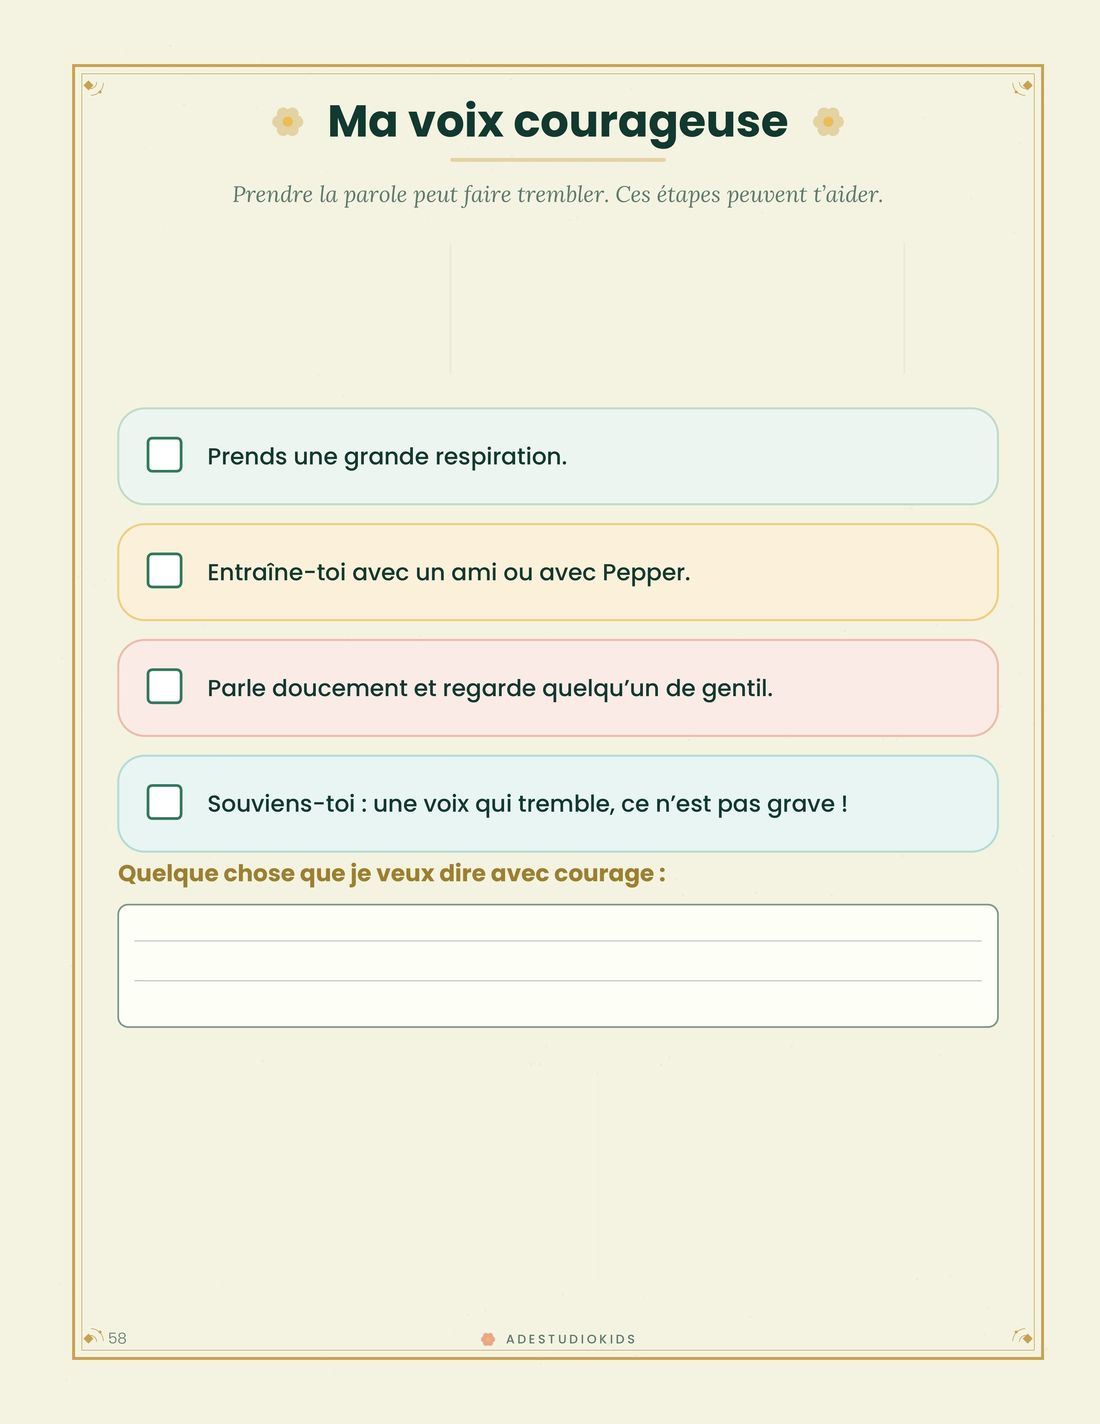 Ma voix courageuse
Prendre la parole peut faire trembler. Ces étapes peuvent t’aider.
Prends une grande respiration.
Entraîne-toi avec un ami ou avec Pepper.
Parle doucement et regarde quelqu’un de gentil.
Souviens-toi : une voix qui tremble, ce n’est pas grave !
Quelque chose que je veux dire avec courage :
58
ADESTUDIOKIDS